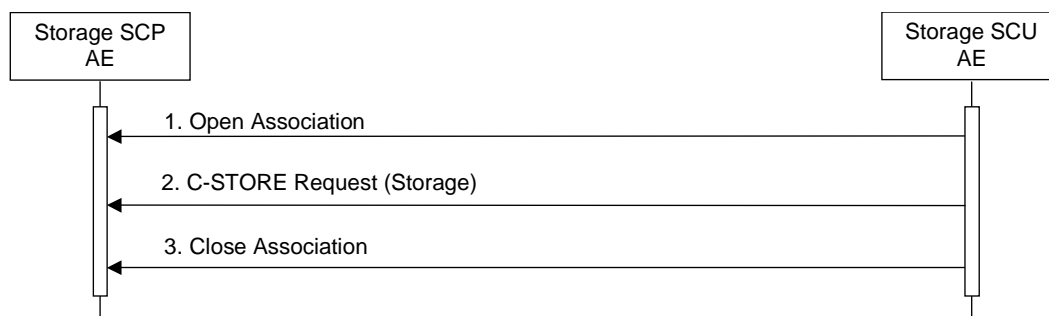 Storage SCP
AE
Storage SCU
AE
1. Open Association
2. C-STORE Request (Storage)
3. Close Association